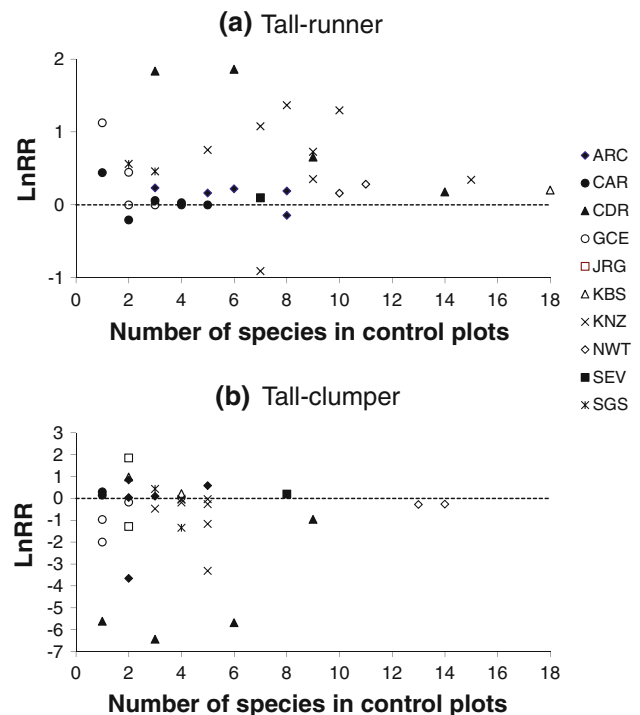 (a) Tall-runner
2
1
0
-1
LnRR
0 2 4 6 8 10 12 14 16 18
Number of species in control plots
ARC
CAR
CDR
GCE
JRG
KBS
KNZ
NWT
SEV
SGS
(b) Tall-clumper
3
2
1
0
-1
-2
-3
-4
-5
-6
-7
LnRR
0 2 4 6 8 10 12 14 16 18
Number of species in control plots